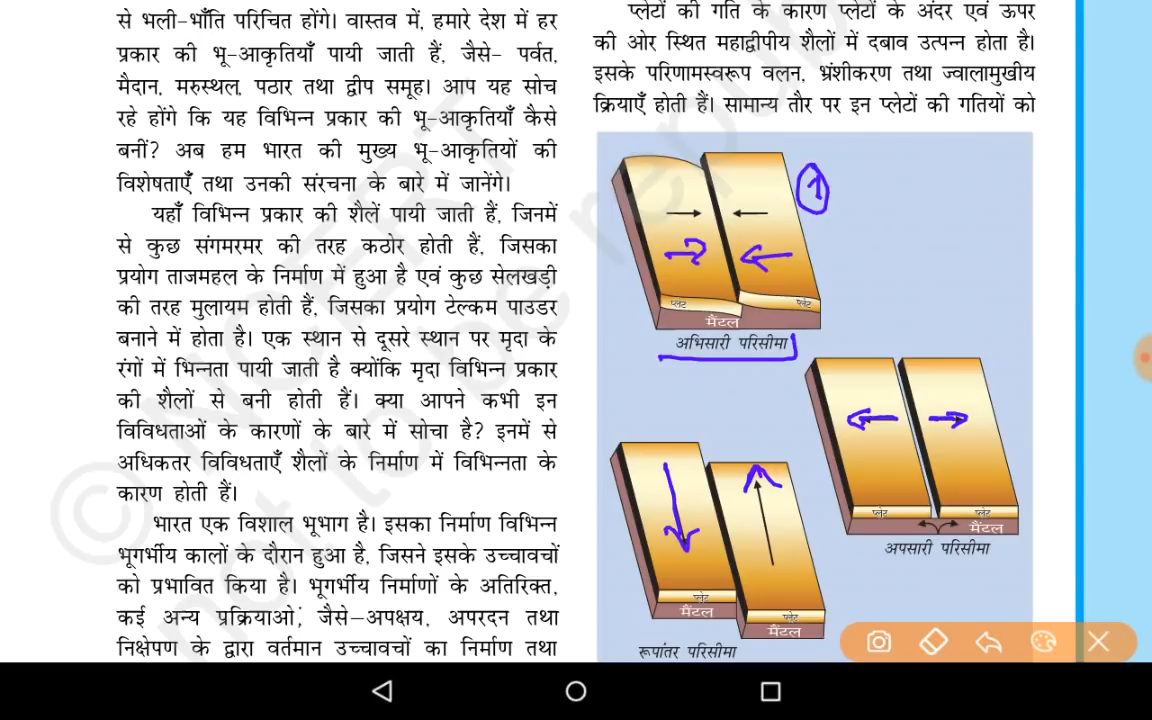 से भली-भाँति परिचित होंगे। वास्तव में, हमारे देश में हर
प्रकार की भू-आकृतियाँ पायी जाती हैं, जैसे- पर्वत,
मैदान, मरुस्थल, पठार तथा द्वीप समूह। आप यह सोच
रहे होंगे कि यह विभिन्न प्रकार की भू-आकृतियाँ कैसे
बनीं? अब हम भारत की मुख्य भू-आकृतियों की
विशेषताएँ तथा उनकी संरचना के बारे में जानेंगे।
यहाँ विभिन्न प्रकार की शैलें पायी जाती हैं, जिनमें
से कुछ संगमरमर की तरह कठोर होती हैं, जिसका
प्रयोग ताजमहल के निर्माण में हुआ है एवं कुछ सेलखड़ी
की तरह मुलायम होती हैं, जिसका प्रयोग टेल्कम पाउडर
बनाने में होता है। एक स्थान से दूसरे स्थान पर मृदा के
रंगों में भिन्नता पायी जाती है क्योंकि मृदा विभिन्न प्रकार
की शैलों से बनी होती हैं। क्या आपने कभी इन
विविधताओं के कारणों के बारे में सोचा है? इनमें से
अधिकतर विविधताएँ शैलों के निर्माण में विभिन्नता के
कारण होती हैं।
भारत एक विशाल भूभाग है। इसका निर्माण विभिन्न
भूगर्भीय कालों के दौरान हुआ है, जिसने इसके उच्चावचों
को प्रभावित किया है। भूगर्भीय निर्माणों के अतिरिक्त,
कई अन्य प्रक्रियाओं; जैसे–अपक्षय, अपरदन तथा
निक्षेपण के द्वारा वर्तमान उच्चावचों का निर्माण तथा
प्लेटों की गति के कारण प्लेटों के अंदर एवं ऊपर
की ओर स्थित महाद्वीपीय शैलों में दबाव उत्पन्न होता है।
इसके परिणामस्वरूप वलन, भ्रंशीकरण तथा ज्वालामुखीय
क्रियाएँ होती हैं। सामान्य तौर पर इन प्लेटों की गतियों को
प्लेट
प्लेट
मैंटल
अभिसारी परिसीमा
प्लेट
प्लेट
मैंटल
अपसारी परिसीमा
प्लेट
मैंटल
प्लेट
मैंटल
रूपांतर परिसीमा
© NCERT
not to be republ